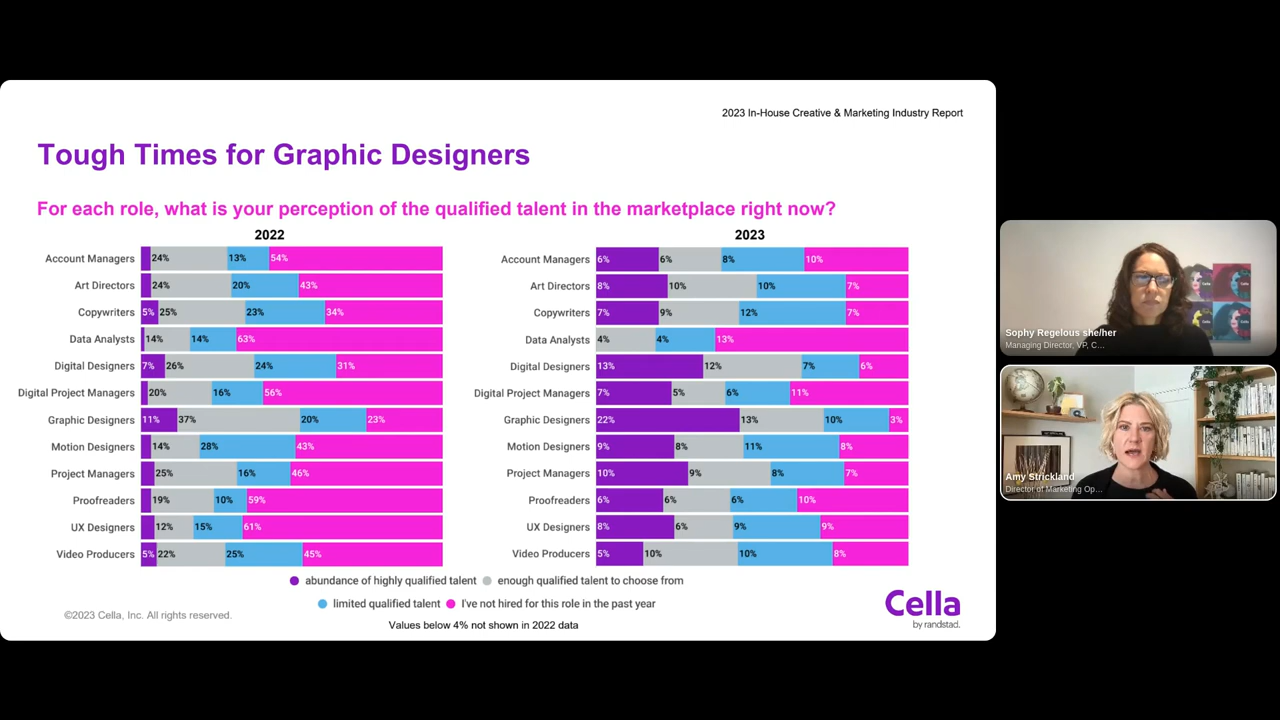 2023 In-House Creative & Marketing Industry Report
Tough Times for Graphic Designers
For each role, what is your perception of the qualified talent in the marketplace right now?
2022
Account Managers 24% 13% 54%
Art Directors 24% 20% 43%
Copywriters 5% 25% 23% 34%
Data Analysts 14% 14% 63%
Digital Designers 7% 26% 24% 31%
Digital Project Managers 20% 16% 56%
Graphic Designers 11% 37% 20% 23%
Motion Designers 14% 28% 43%
Project Managers 25% 16% 46%
Proofreaders 19% 10% 59%
UX Designers 12% 15% 61%
Video Producers 5% 22% 25% 45%
2023
Account Managers 6% 6% 8% 10%
Art Directors 8% 10% 10% 7%
Copywriters 7% 9% 12% 7%
Data Analysts 4% 4% 13%
Digital Designers 13% 12% 7% 6%
Digital Project Managers 7% 5% 6% 11%
Graphic Designers 22% 13% 10% 3%
Motion Designers 9% 8% 11% 8%
Project Managers 10% 9% 8% 7%
Proofreaders 6% 6% 6% 10%
UX Designers 8% 6% 9% 9%
Video Producers 5% 10% 10% 8%
abundance of highly qualified talent enough qualified talent to choose from
limited qualified talent I've not hired for this role in the past year
Values below 4% not shown in 2022 data
©2023 Cella, Inc. All rights reserved.
Cella
by randstad.
Sophy Regelous she/her
Managing Director, VP, C...
Amy Strickland
Director of Marketing Op...